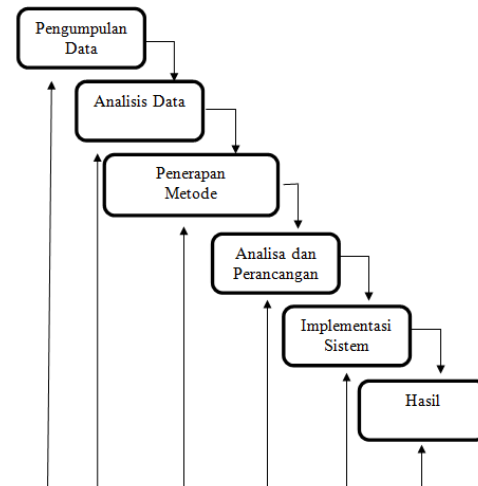 Pengumpulan
Data
Analisis Data
Penerapan
Metode
Analisa dan
Perancangan
Implementasi
Sistem
Hasil